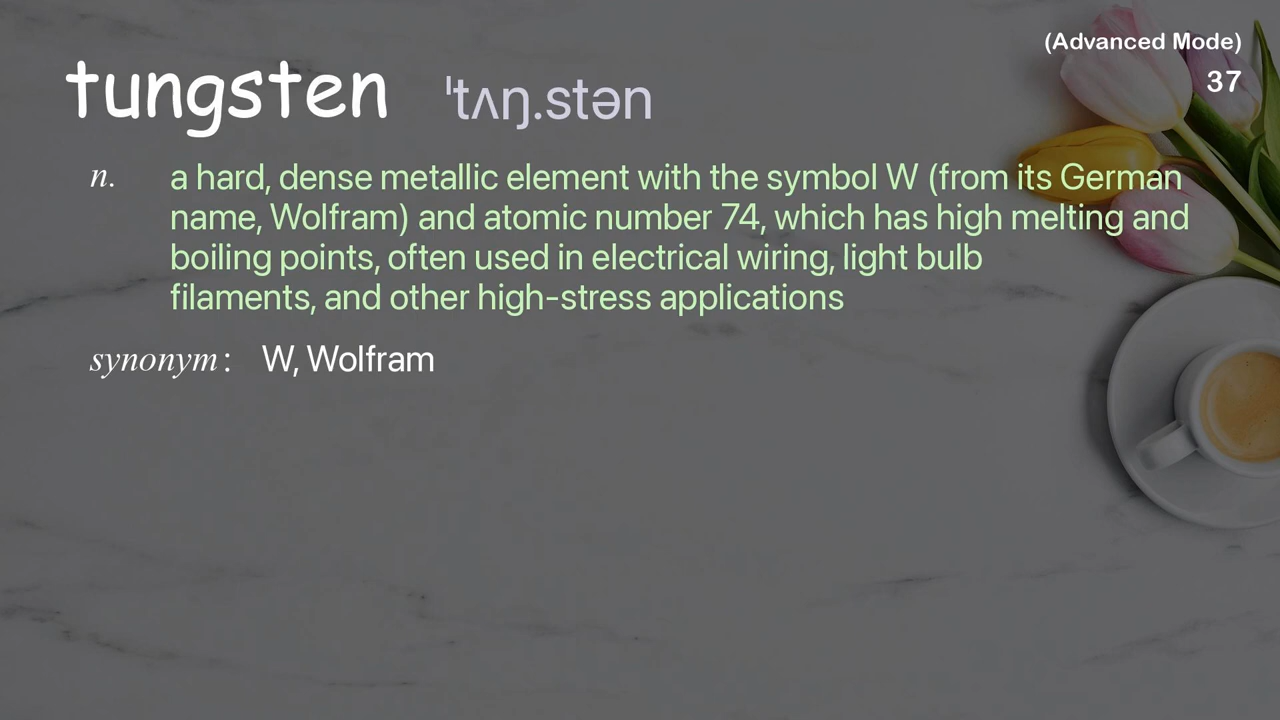 (Advanced Mode)
37
tungsten ˈtʌŋ.stən
n. a hard, dense metallic element with the symbol W (from its German
name, Wolfram) and atomic number 74, which has high melting and
boiling points, often used in electrical wiring, light bulb
filaments, and other high-stress applications
synonym: W, Wolfram